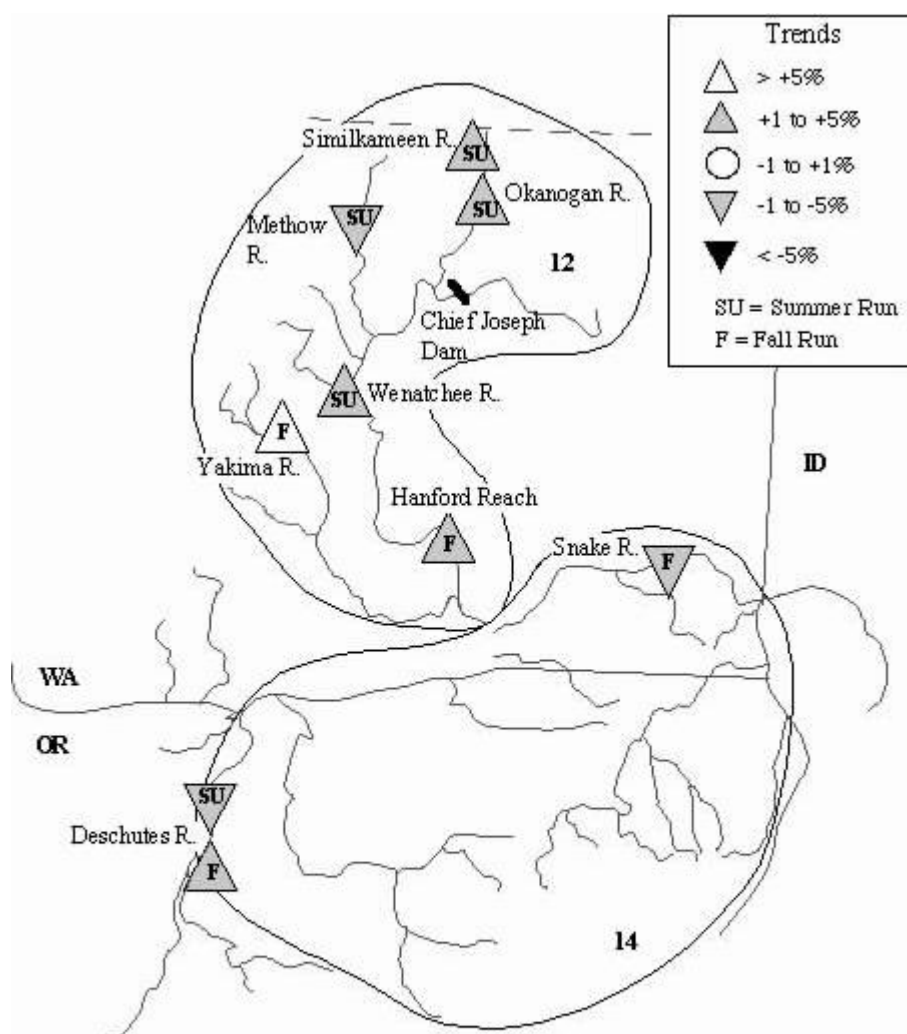 Trends
> +5%
+1 to +5%
-1 to +1%
-1 to -5%
< -5%
SU = Summer Run
F = Fall Run
Similkameen R.
SU
Okanogan R.
SU
Methow
R.
SU
12
Chief Joseph
Dam
Wenatchee R.
SU
F
Yakima R.
ID
Hanford Reach
F
Snake R.
F
WA
OR
SU
Deschutes R.
F
14